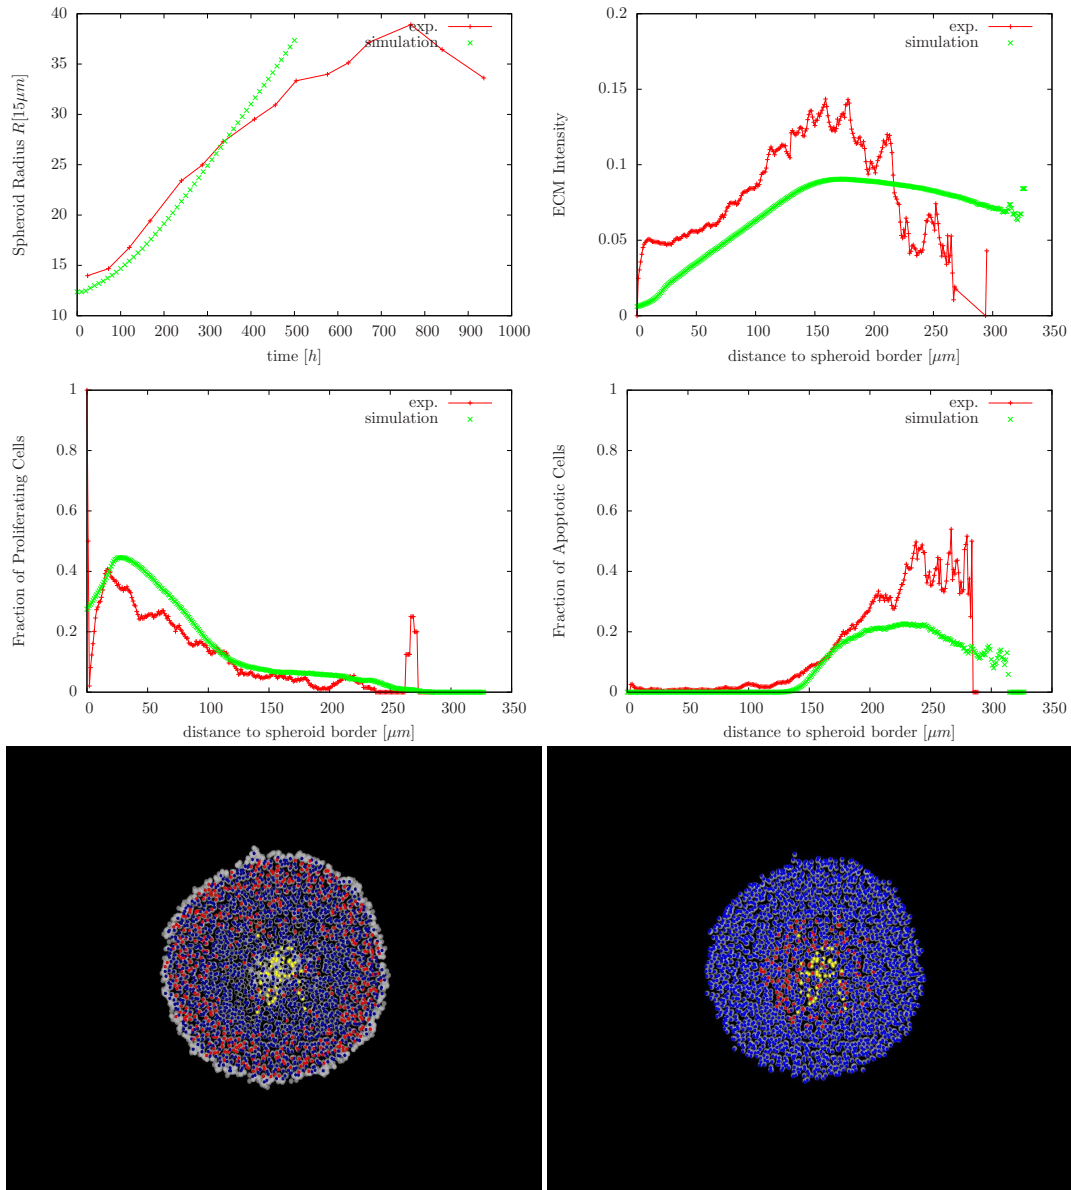 40
35
30
25
20
15
10
0 100 200 300 400 500 600 700 800 900 1000
Spheroid Radius R[15μm]
time [h]
exp.
simulation
0.2
0.15
0.1
0.05
0
0 50 100 150 200 250 300 350
ECM Intensity
distance to spheroid border [μm]
exp.
simulation
1
0.8
0.6
0.4
0.2
0
0 50 100 150 200 250 300 350
Fraction of Proliferating Cells
distance to spheroid border [μm]
exp.
simulation
1
0.8
0.6
0.4
0.2
0
0 50 100 150 200 250 300 350
Fraction of Apoptotic Cells
distance to spheroid border [μm]
exp.
simulation